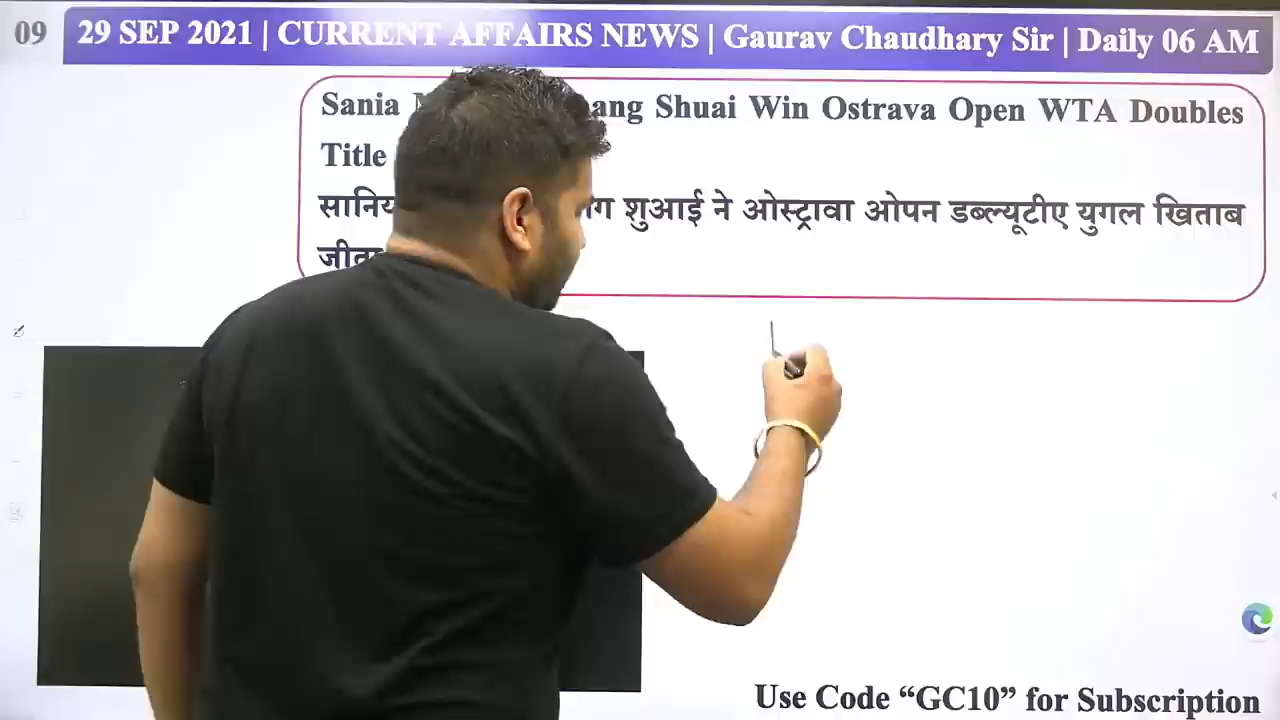 09 29 SEP 2021 | CURRENT AFFAIRS NEWS | Gaurav Chaudhary Sir | Daily 06 AM
Sania Shuai Win Ostrava Open WTA Doubles
Title
शुआई ने ओस्ट्रावा ओपन डब्ल्यूटीए युगल खिताब
Use Code “GC10” for Subscription